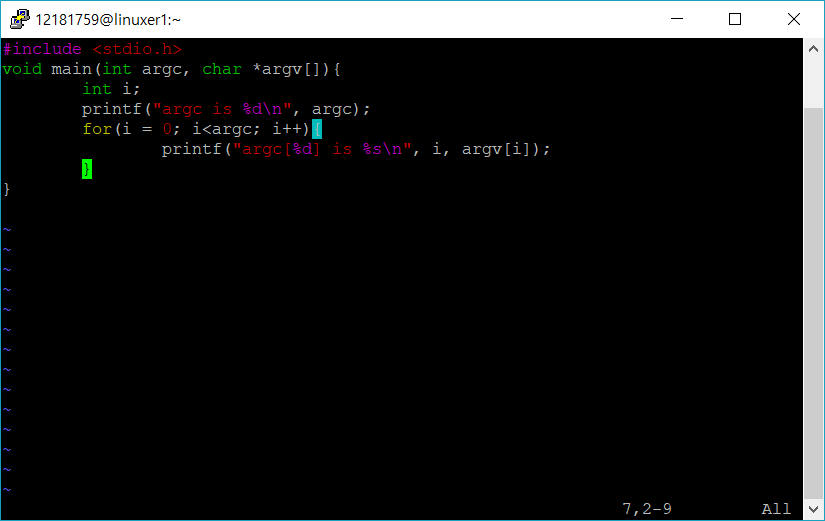 12181759@linuxer1:~
#include <stdio.h>
void main(int argc, char *argv[]){
        int i;
        printf("argc is %d\n", argc);
        for(i = 0; i<argc; i++){
                printf("argc[%d] is %s\n", i, argv[i]);
        }
}
~
~
~
~
~
~
~
~
~
~
~
~
~
~
7,2-9 All